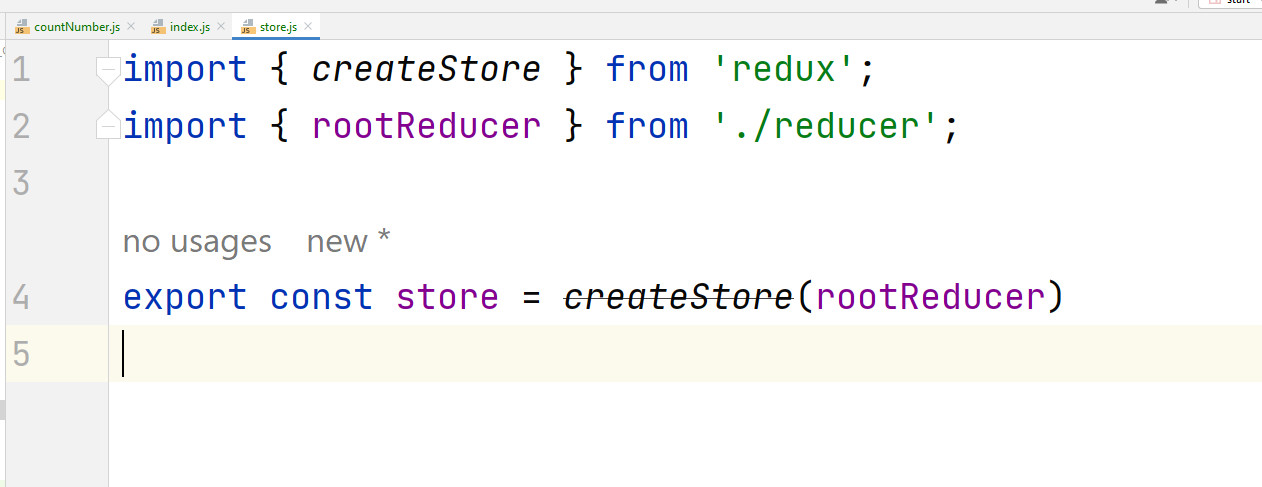 JS countNumber.js JS index.js JS store.js
1 import { createStore } from 'redux';
2 import { rootReducer } from './reducer';
3
no usages new *
4 export const store = createStore(rootReducer)
5